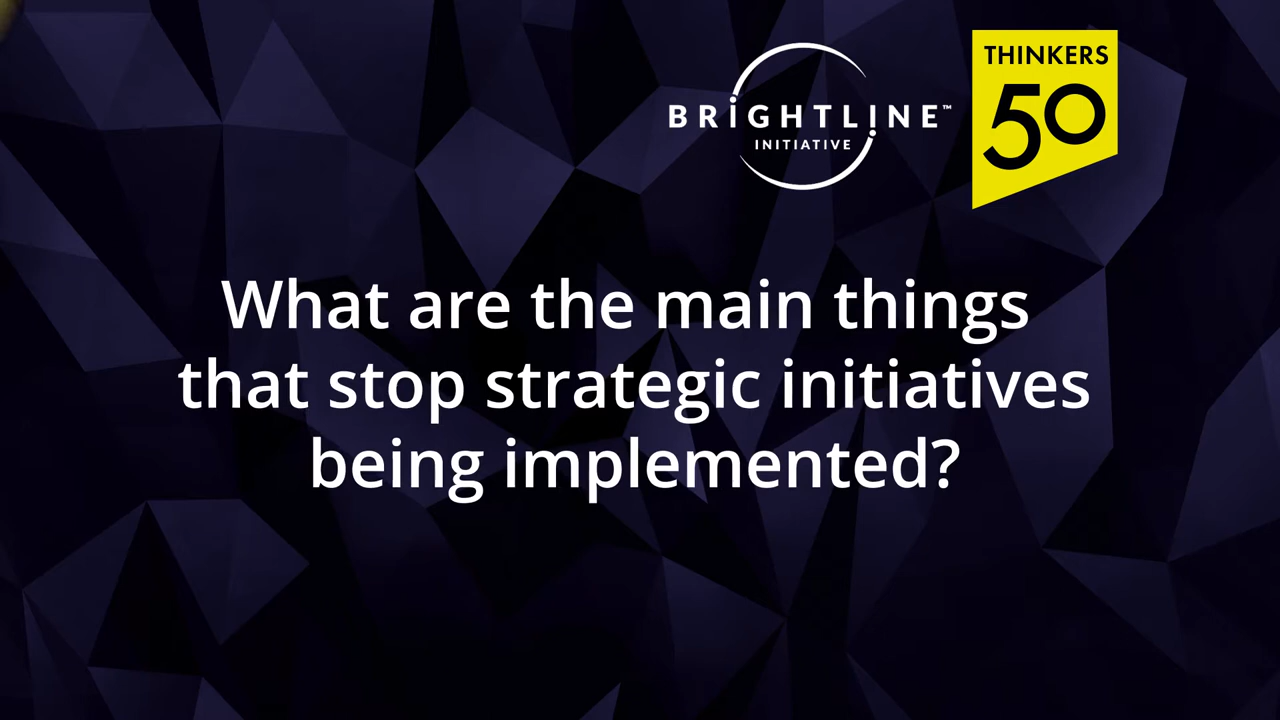 BRIGHTLINE™
INITIATIVE
THINKERS
50
What are the main things
that stop strategic initiatives
being implemented?